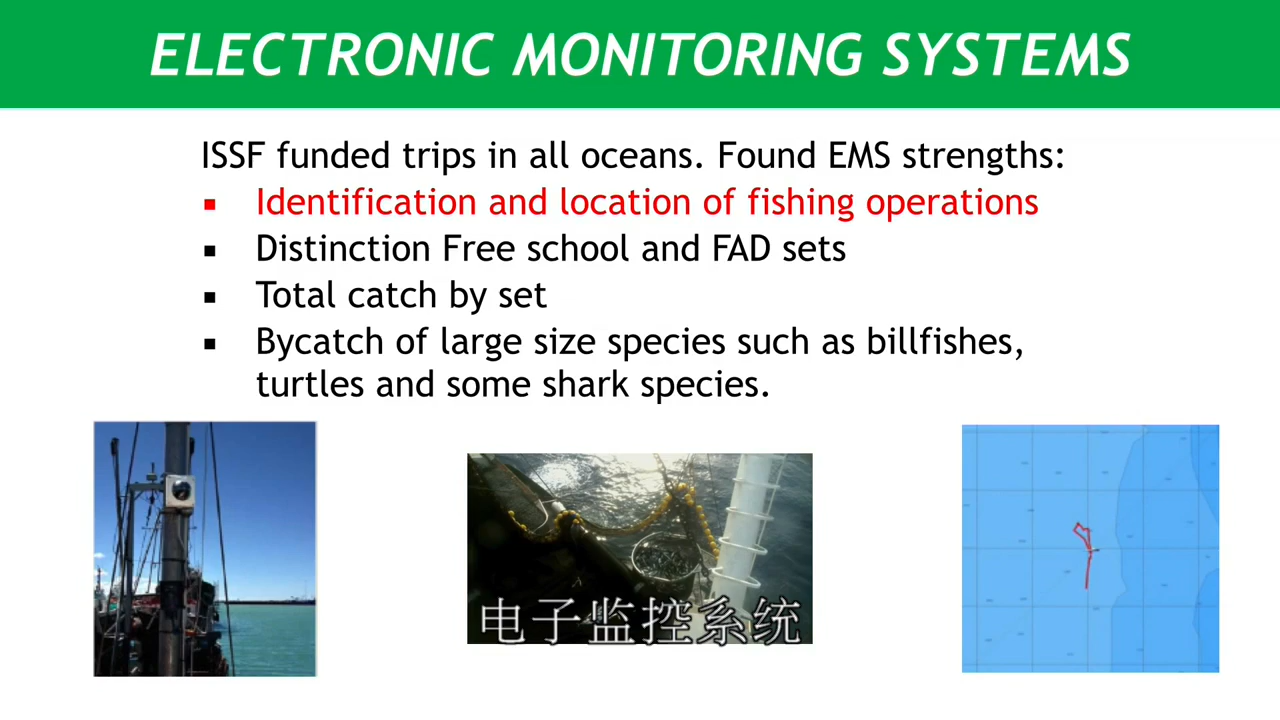 ELECTRONIC MONITORING SYSTEMS
ISSF funded trips in all oceans. Found EMS strengths:
▪ Identification and location of fishing operations
▪ Distinction Free school and FAD sets
▪ Total catch by set
▪ Bycatch of large size species such as billfishes,
turtles and some shark species.
电子监控系统